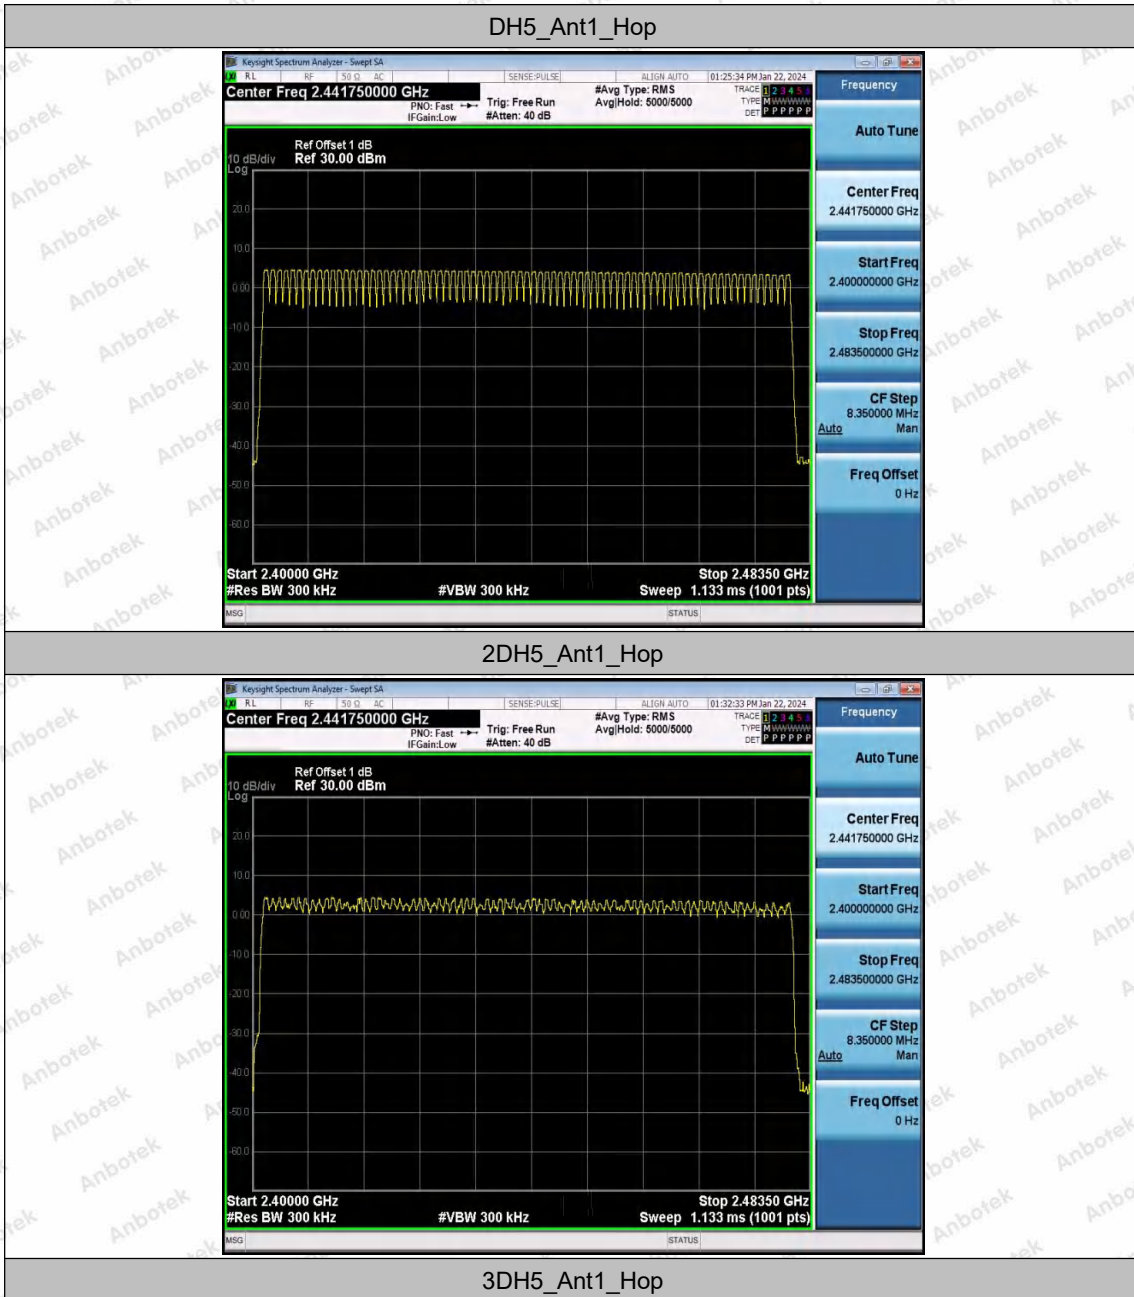 DH5_Ant1_Hop
Keysight Spectrum Analyzer - Swept SA
RL RF 50 Ω AC SENSE:PULSE ALIGN AUTO 01:25:34 PM Jan 22, 2024
Center Freq 2.441750000 GHz
PNO: Fast
IFGain:Low
Trig: Free Run
#Atten: 40 dB
#Avg Type: RMS
Avg|Hold: 5000/5000
TRACE 1 2 3 4 5 6
TYPE M WWWWW
DET P P P P P P
Ref Offset 1 dB
10 dB/div Ref 30.00 dBm
Log
20.0
10.0
0.00
-10.0
-20.0
-30.0
-40.0
-50.0
-60.0
Start 2.40000 GHz Stop 2.48350 GHz
#Res BW 300 kHz #VBW 300 kHz Sweep 1.133 ms (1001 pts)
MSG STATUS
Frequency
Auto Tune
Center Freq
2.441750000 GHz
Start Freq
2.400000000 GHz
Stop Freq
2.483500000 GHz
CF Step
8.350000 MHz
Auto Man
Freq Offset
0 Hz
2DH5_Ant1_Hop
Keysight Spectrum Analyzer - Swept SA
RL RF 50 Ω AC SENSE:PULSE ALIGN AUTO 01:32:33 PM Jan 22, 2024
Center Freq 2.441750000 GHz
PNO: Fast
IFGain:Low
Trig: Free Run
#Atten: 40 dB
#Avg Type: RMS
Avg|Hold: 5000/5000
TRACE 1 2 3 4 5 6
TYPE M WWWWW
DET P P P P P P
Ref Offset 1 dB
10 dB/div Ref 30.00 dBm
Log
20.0
10.0
0.00
-10.0
-20.0
-30.0
-40.0
-50.0
-60.0
Start 2.40000 GHz Stop 2.48350 GHz
#Res BW 300 kHz #VBW 300 kHz Sweep 1.133 ms (1001 pts)
MSG STATUS
Frequency
Auto Tune
Center Freq
2.441750000 GHz
Start Freq
2.400000000 GHz
Stop Freq
2.483500000 GHz
CF Step
8.350000 MHz
Auto Man
Freq Offset
0 Hz
3DH5_Ant1_Hop